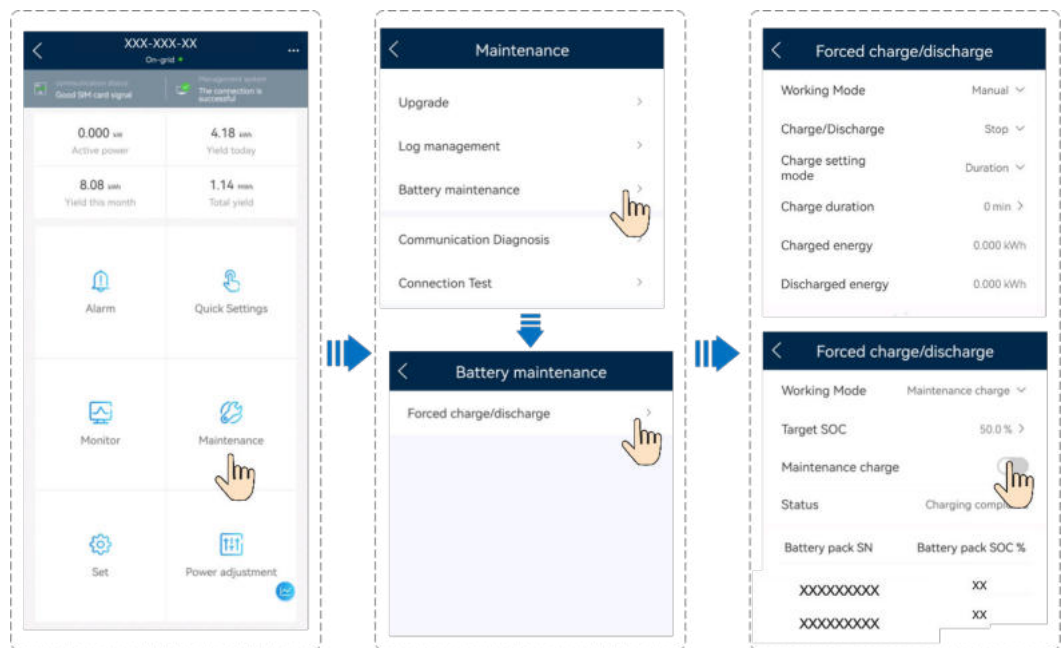 XXX-XXX-XX
On-grid
Communication status
Good SIM card signal
Management system
The connection is
successful
0.000 kW
Active power
4.18 kWh
Yield today
8.08 kWh
Yield this month
1.14 MWh
Total yield
Alarm
Quick Settings
Monitor
Maintenance
Set
Power adjustment
Maintenance
Upgrade
Log management
Battery maintenance
Communication Diagnosis
Connection Test
Battery maintenance
Forced charge/discharge
Forced charge/discharge
Working Mode Manual
Charge/Discharge Stop
Charge setting
mode
Duration
Charge duration 0 min
Charged energy 0.000 kWh
Discharged energy 0.000 kWh
Forced charge/discharge
Working Mode Maintenance charge
Target SOC 50.0 %
Maintenance charge
Status Charging
Battery pack SN Battery pack SOC %
XXXXXXXXX XX
XXXXXXXXX XX